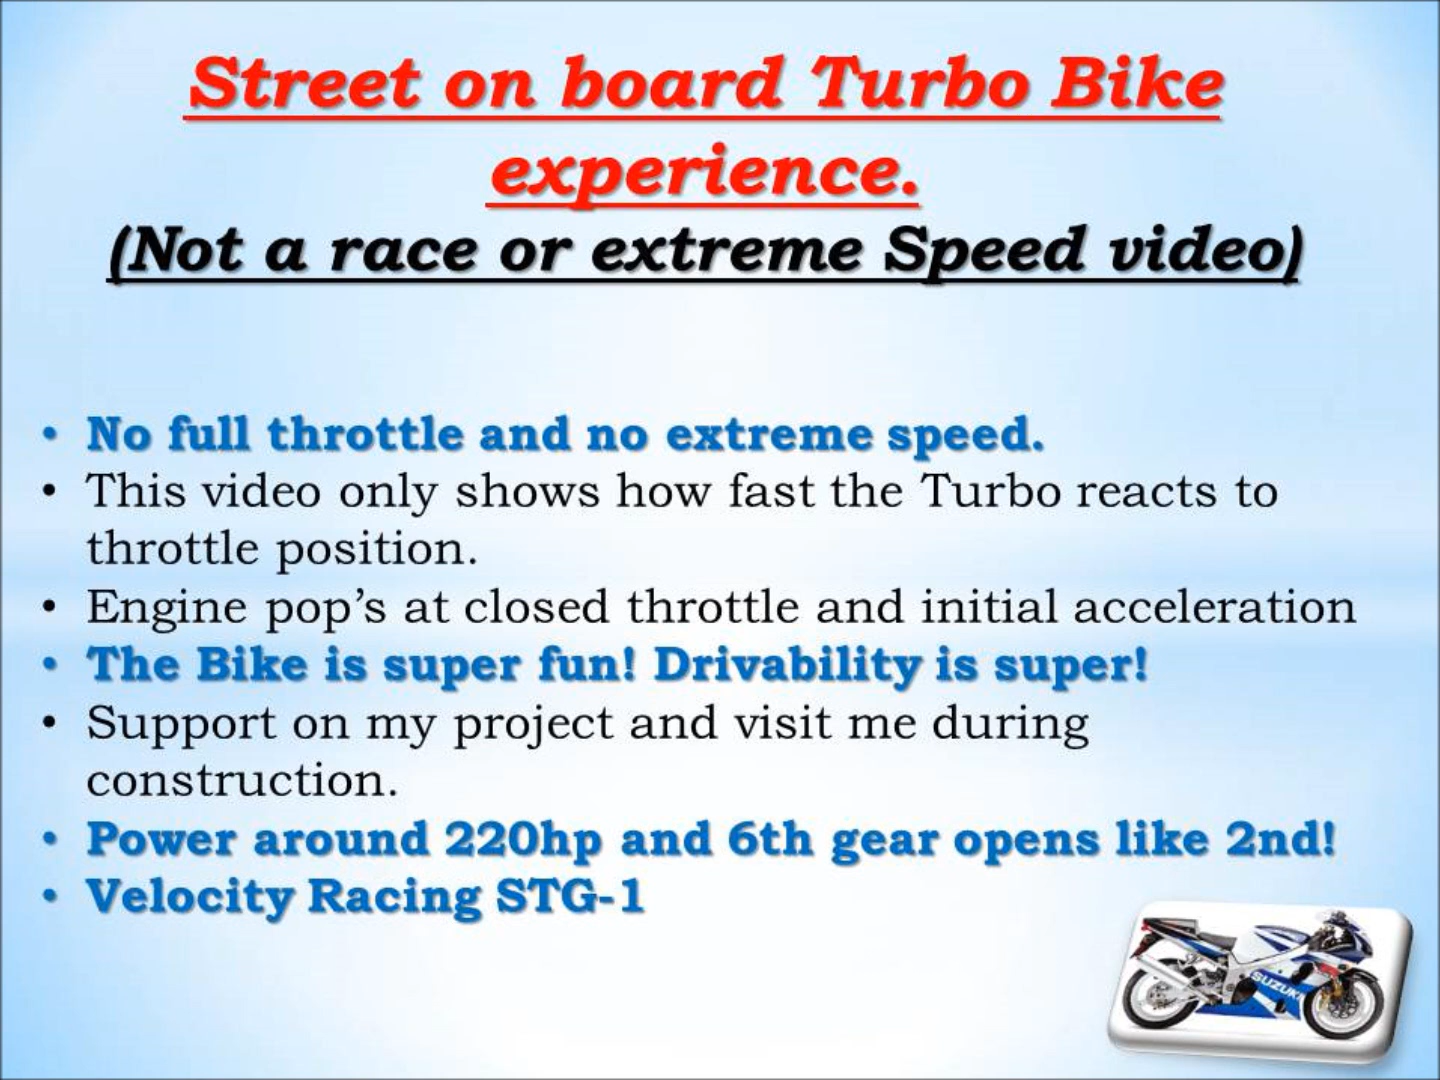 Street on board Turbo Bike
experience.
(Not a race or extreme Speed video)
• No full throttle and no extreme speed.
• This video only shows how fast the Turbo reacts to
throttle position.
• Engine pop’s at closed throttle and initial acceleration
• The Bike is super fun! Drivability is super!
• Support on my project and visit me during
construction.
• Power around 220hp and 6th gear opens like 2nd!
• Velocity Racing STG-1
SUZUKI